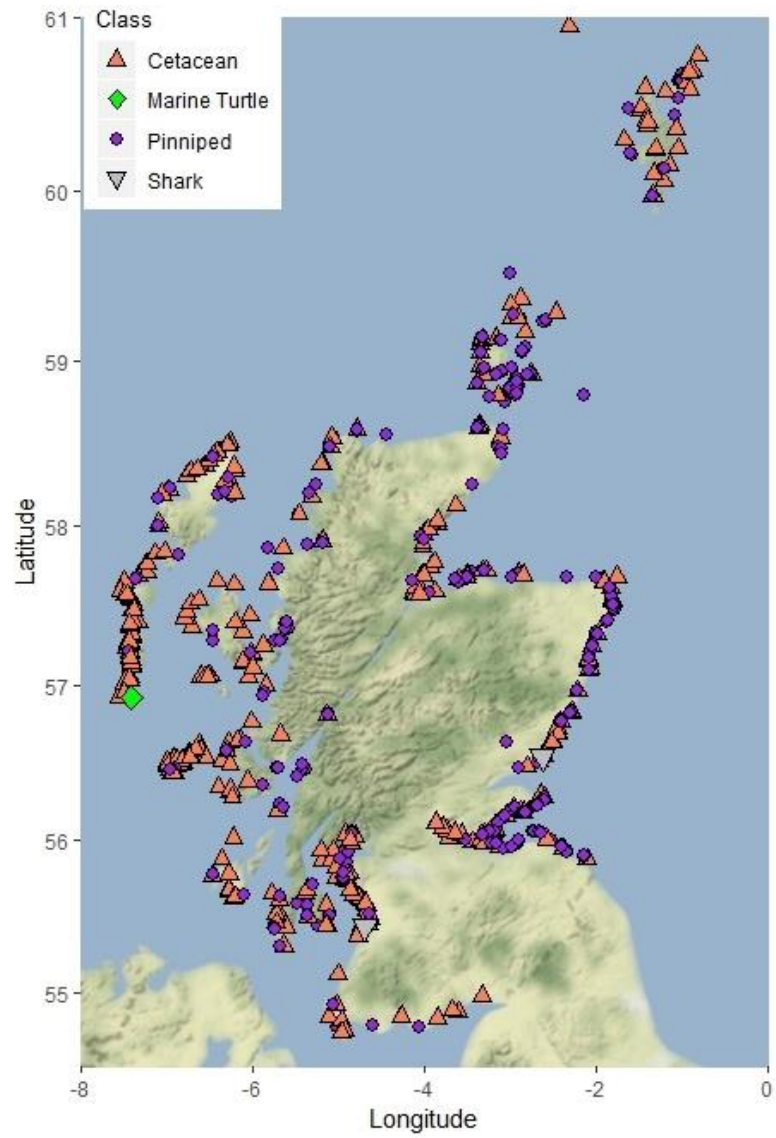 Class
Cetacean
Marine Turtle
Pinniped
Shark
61
60
59
58
57
56
55
Latitude
-8
-6
-4
-2
0
Longitude